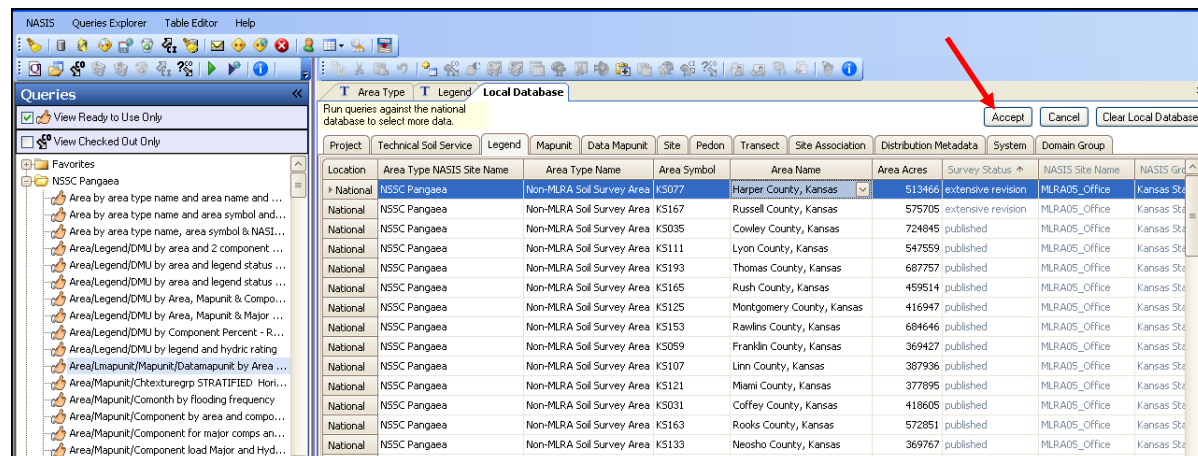 NASIS Queries Explorer Table Editor Help
Queries «
View Ready to Use Only
View Checked Out Only
Favorites
NSSC Pangaea
Area by area type name and area name and ...
Area by area type name and area symbol and...
Area by area type name, area symbol & NASI...
Area/Legend/DMU by area and 2 component ...
Area/Legend/DMU by area and legend status ...
Area/Legend/DMU by area and legend status ...
Area/Legend/DMU by Area, Mapunit & Compo...
Area/Legend/DMU by Area, Mapunit & Major ...
Area/Legend/DMU by Component Percent - R...
Area/Legend/DMU by legend and hydric rating
Area/Lmapunit/Mapunit/Datamapunit by Area ...
Area/Mapunit/Chtexturegrp STRATIFIED Hori...
Area/Mapunit/Comonth by flooding frequency
Area/Mapunit/Component by area and compo...
Area/Mapunit/Component for major comps an...
Area/Mapunit/Component load Major and Hyd...
T Area Type T Legend Local Database
Run queries against the national
database to select more data.
Accept Cancel Clear Local Database
Project Technical Soil Service Legend Mapunit Data Mapunit Site Pedon Transect Site Association Distribution Metadata System Domain Group
Location Area Type NASIS Site Name Area Type Name Area Symbol Area Name Area Acres Survey Status NASIS Site Name NASIS Gro
National NSSC Pangaea Non-MLRA Soil Survey Area KS077 Harper County, Kansas 513466 extensive revision MLRA05_Office Kansas Sta
National NSSC Pangaea Non-MLRA Soil Survey Area KS167 Russell County, Kansas 575705 extensive revision MLRA05_Office Kansas Sta
National NSSC Pangaea Non-MLRA Soil Survey Area KS035 Cowley County, Kansas 724845 published MLRA05_Office Kansas Sta
National NSSC Pangaea Non-MLRA Soil Survey Area KS111 Lyon County, Kansas 547559 published MLRA05_Office Kansas Sta
National NSSC Pangaea Non-MLRA Soil Survey Area KS193 Thomas County, Kansas 687757 published MLRA05_Office Kansas Sta
National NSSC Pangaea Non-MLRA Soil Survey Area KS165 Rush County, Kansas 459514 published MLRA05_Office Kansas Sta
National NSSC Pangaea Non-MLRA Soil Survey Area KS125 Montgomery County, Kansas 416947 published MLRA05_Office Kansas Sta
National NSSC Pangaea Non-MLRA Soil Survey Area KS153 Rawlins County, Kansas 684646 published MLRA05_Office Kansas Sta
National NSSC Pangaea Non-MLRA Soil Survey Area KS059 Franklin County, Kansas 369427 published MLRA05_Office Kansas Sta
National NSSC Pangaea Non-MLRA Soil Survey Area KS107 Linn County, Kansas 387936 published MLRA05_Office Kansas Sta
National NSSC Pangaea Non-MLRA Soil Survey Area KS121 Miami County, Kansas 377895 published MLRA05_Office Kansas Sta
National NSSC Pangaea Non-MLRA Soil Survey Area KS031 Coffey County, Kansas 418605 published MLRA05_Office Kansas Sta
National NSSC Pangaea Non-MLRA Soil Survey Area KS163 Rooks County, Kansas 572851 published MLRA05_Office Kansas Sta
National NSSC Pangaea Non-MLRA Soil Survey Area KS133 Neosho County, Kansas 369767 published MLRA05_Office Kansas Sta